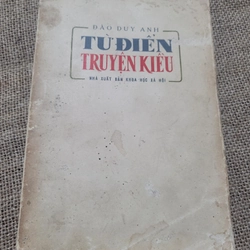 ĐÀO DUY ANH
TỪ ĐIỂN
TRUYỆN KIỀU
NHÀ XUẤT BẢN KHOA HỌC XÃ HỘI